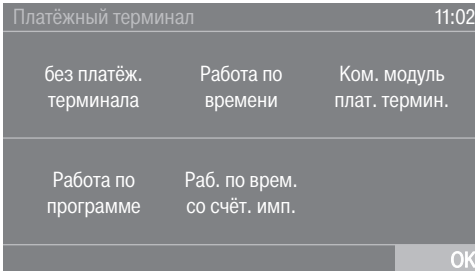 Платёжный терминал 11:02
без платёж. Работа по Ком. модуль
терминала времени плат. термин.
Работа по Раб. по врем.
программе со счёт. имп.
OK